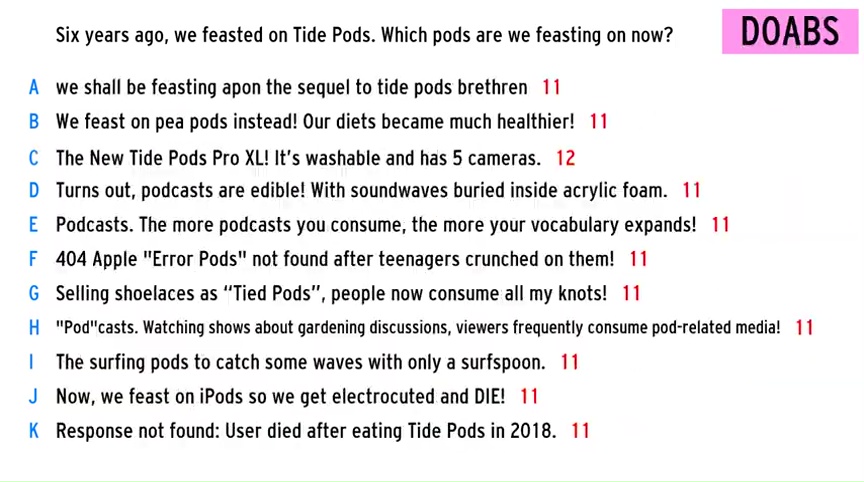 Six years ago, we feasted on Tide Pods. Which pods are we feasting on now?
DOABS
A we shall be feasting apon the sequel to tide pods brethren 11
B We feast on pea pods instead! Our diets became much healthier! 11
C The New Tide Pods Pro XL! It's washable and has 5 cameras. 12
D Turns out, podcasts are edible! With soundwaves buried inside acrylic foam. 11
E Podcasts. The more podcasts you consume, the more your vocabulary expands! 11
F 404 Apple "Error Pods" not found after teenagers crunched on them! 11
G Selling shoelaces as “Tied Pods”, people now consume all my knots! 11
H "Pod"casts. Watching shows about gardening discussions, viewers frequently consume pod-related media! 11
I The surfing pods to catch some waves with only a surfspoon. 11
J Now, we feast on iPods so we get electrocuted and DIE! 11
K Response not found: User died after eating Tide Pods in 2018. 11